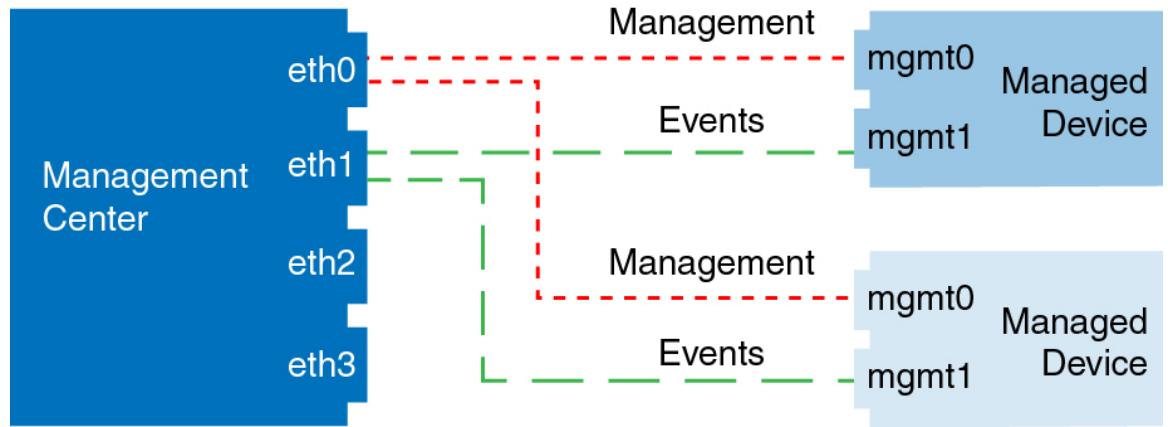 Management
Center
eth0
eth1
eth2
eth3
Management
Events
Management
Events
mgmt0
mgmt1
Managed
Device
mgmt0
mgmt1
Managed
Device